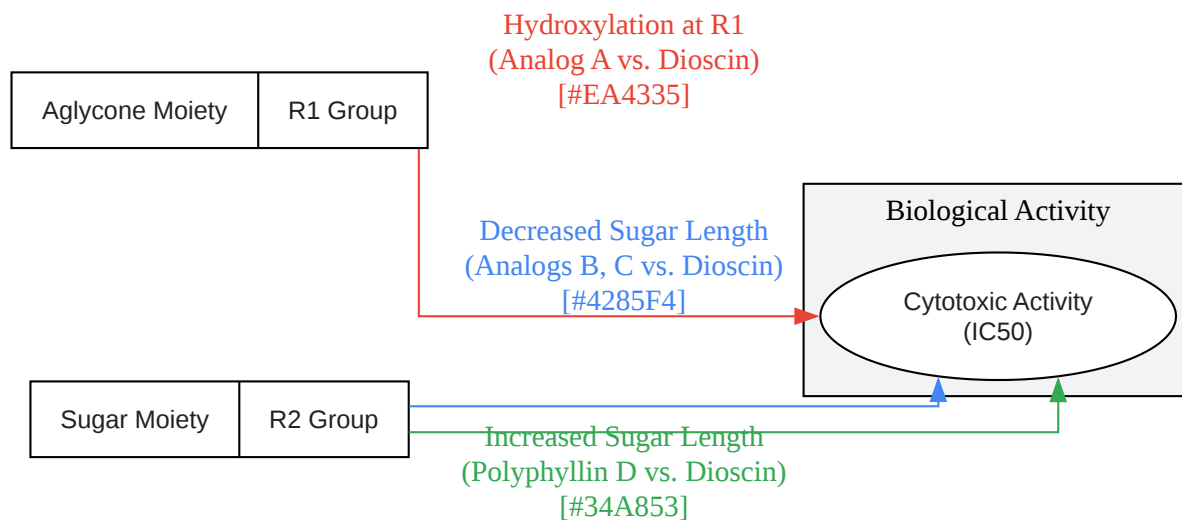 Hydroxylation at R1
(Analog A vs. Dioscin)
[#EA4335]
Aglycone Moiety
R1 Group
Biological Activity
Decreased Sugar Length
(Analogs B, C vs. Dioscin)
[#4285F4]
Cytotoxic Activity
(IC50)
Sugar Moiety
R2 Group
Increased Sugar Length
(Polyphyllin D vs. Dioscin)
[#34A853]